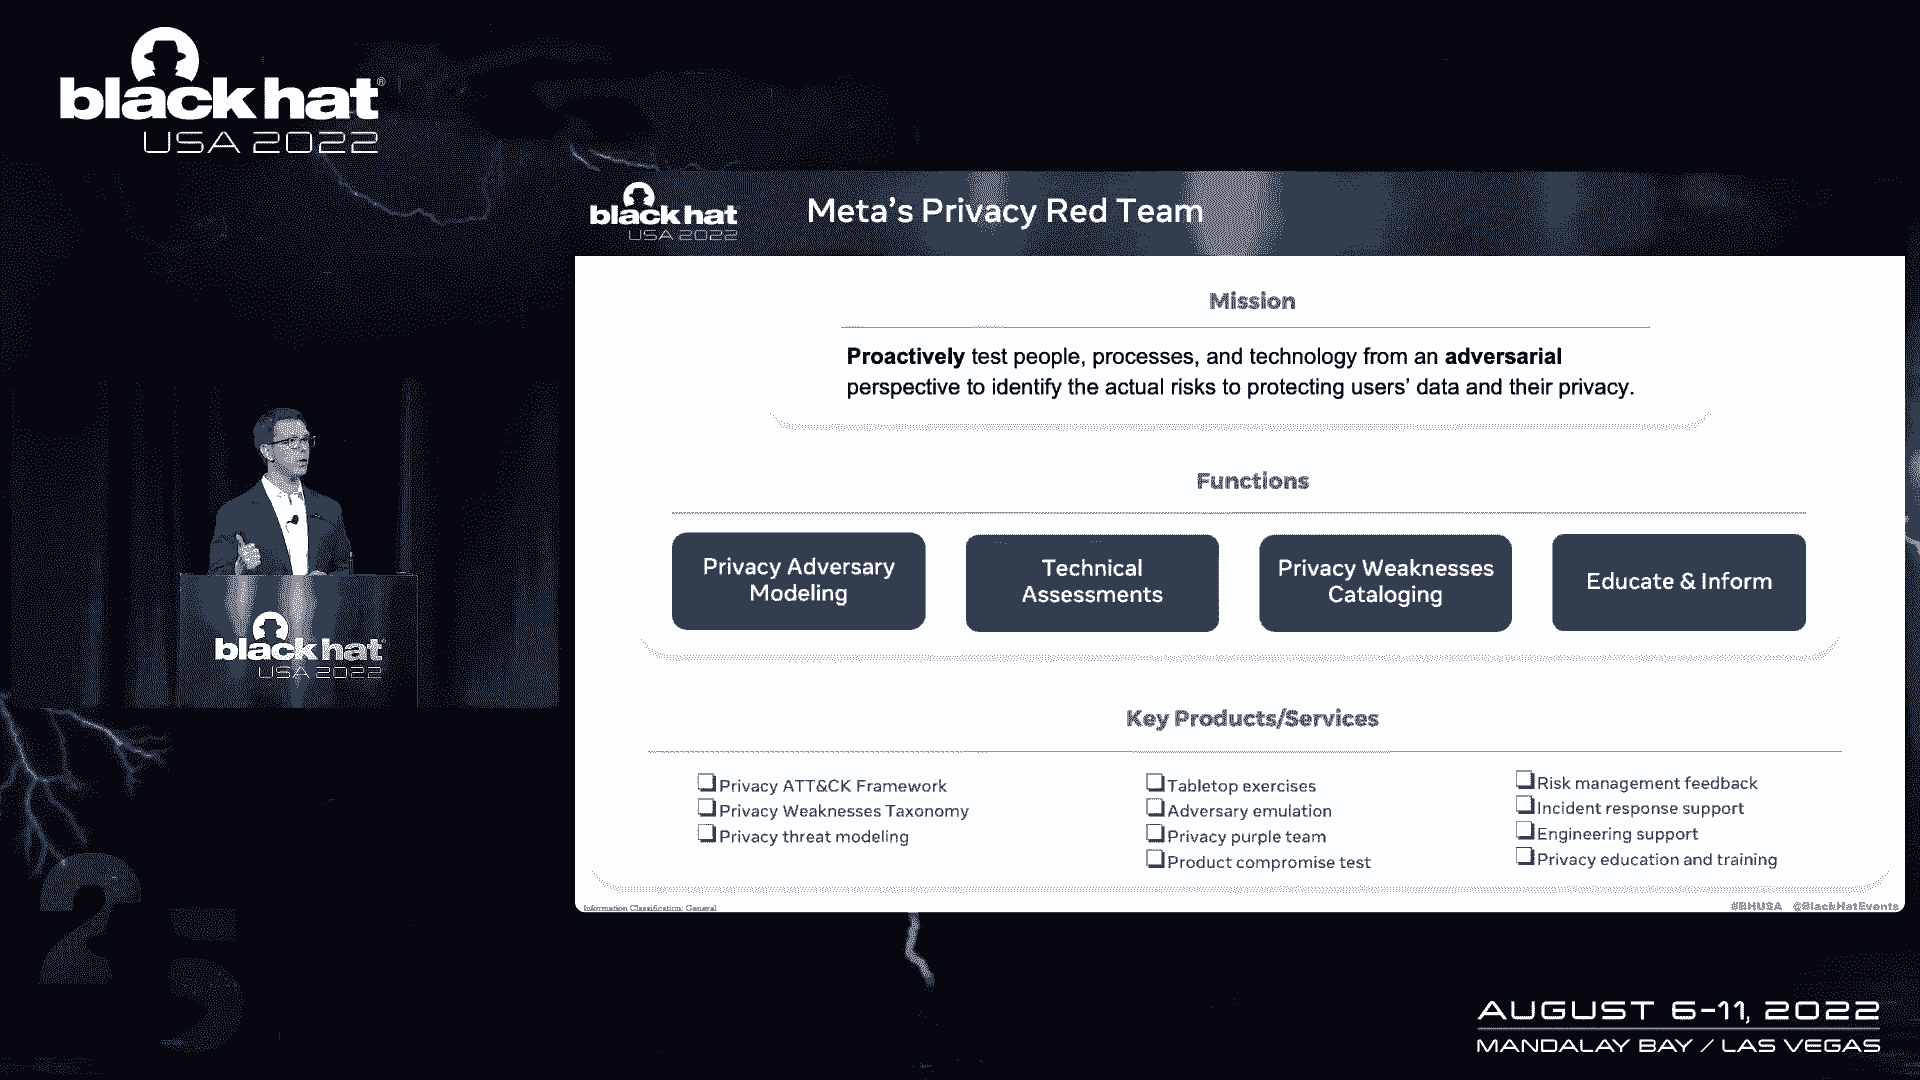 black hat®
USA 2022
black hat
USA 2022
Meta’s Privacy Red Team
Mission
Proactively test people, processes, and technology from an adversarial
perspective to identify the actual risks to protecting users’ data and their privacy.
Functions
Privacy Adversary
Modeling
Technical
Assessments
Privacy Weaknesses
Cataloging
Educate & Inform
Key Products/Services
Privacy ATT&CK Framework
Privacy Weaknesses Taxonomy
Privacy threat modeling
Tabletop exercises
Adversary emulation
Privacy purple team
Product compromise test
Risk management feedback
Incident response support
Engineering support
Privacy education and training
Information Classification: General
#BHUSA @BlackHatEvents
black hat
USA 2022
25
AUGUST 6-11, 2022
MANDALAY BAY / LAS VEGAS